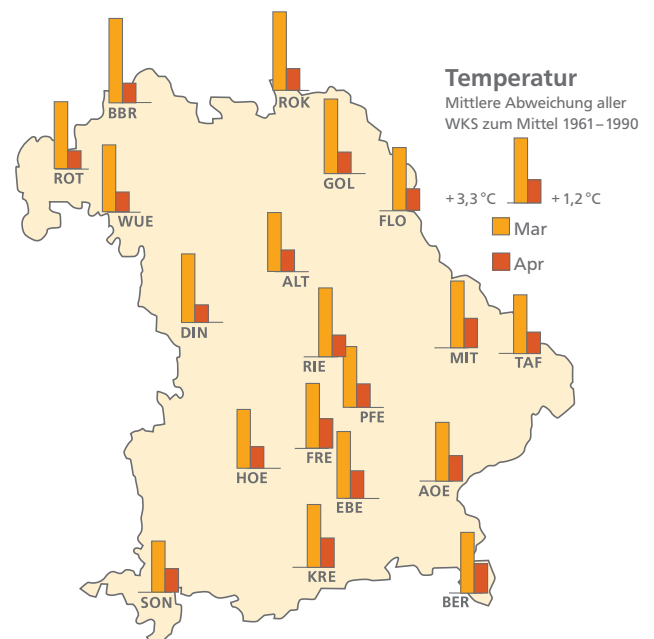 Temperatur
Mittlere Abweichung aller
WKS zum Mittel 1961–1990
+ 3,3 °C
+ 1,2 °C
Mar
Apr
BBR
ROK
ROT
GOL
WUE
FLO
ALT
DIN
RIE
MIT
TAF
PFE
FRE
HOE
AOE
EBE
KRE
SON
BER